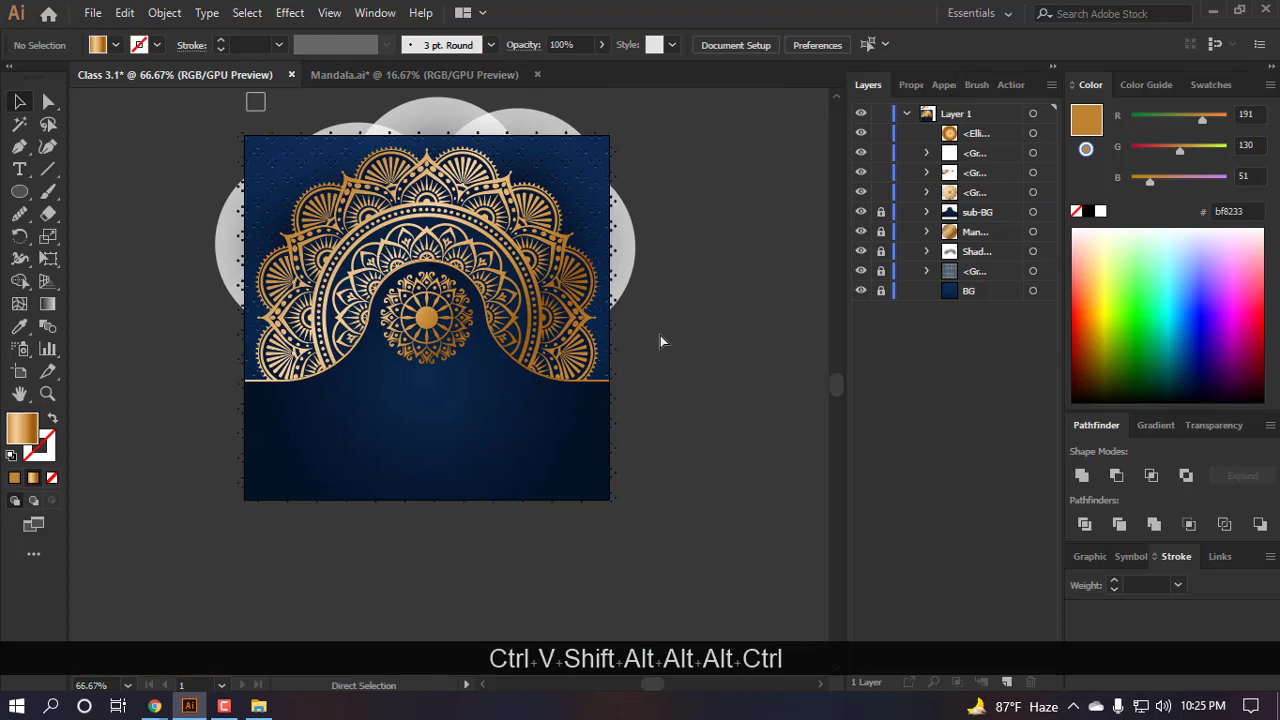 Ai File Edit Object Type Select Effect View Window Help Essentials Search Adobe Stock
No Selection Stroke: 3 pt. Round Opacity: 100% Style: Document Setup Preferences
Class 3.1* @ 66.67% (RGB/GPU Preview) × Mandala.ai* @ 16.67% (RGB/GPU Preview) ×
Layers Prope Appe Brush Action
Layer 1
<Elli...
<Gr...
<Gr...
<Gr...
sub-BG
Man...
Shad...
<Gr...
BG
Color Color Guide Swatches
R 191
G 130
B 51
# bf8233
Pathfinder Gradient Transparency
Shape Modes:
Expand
Pathfinders:
Graphic Symbol Stroke Links
Weight:
Ctrl+V+Shift+Alt+Alt+Alt+Ctrl
66.67% 1 Direct Selection 1 Layer
Ai 87°F Haze 10:25 PM